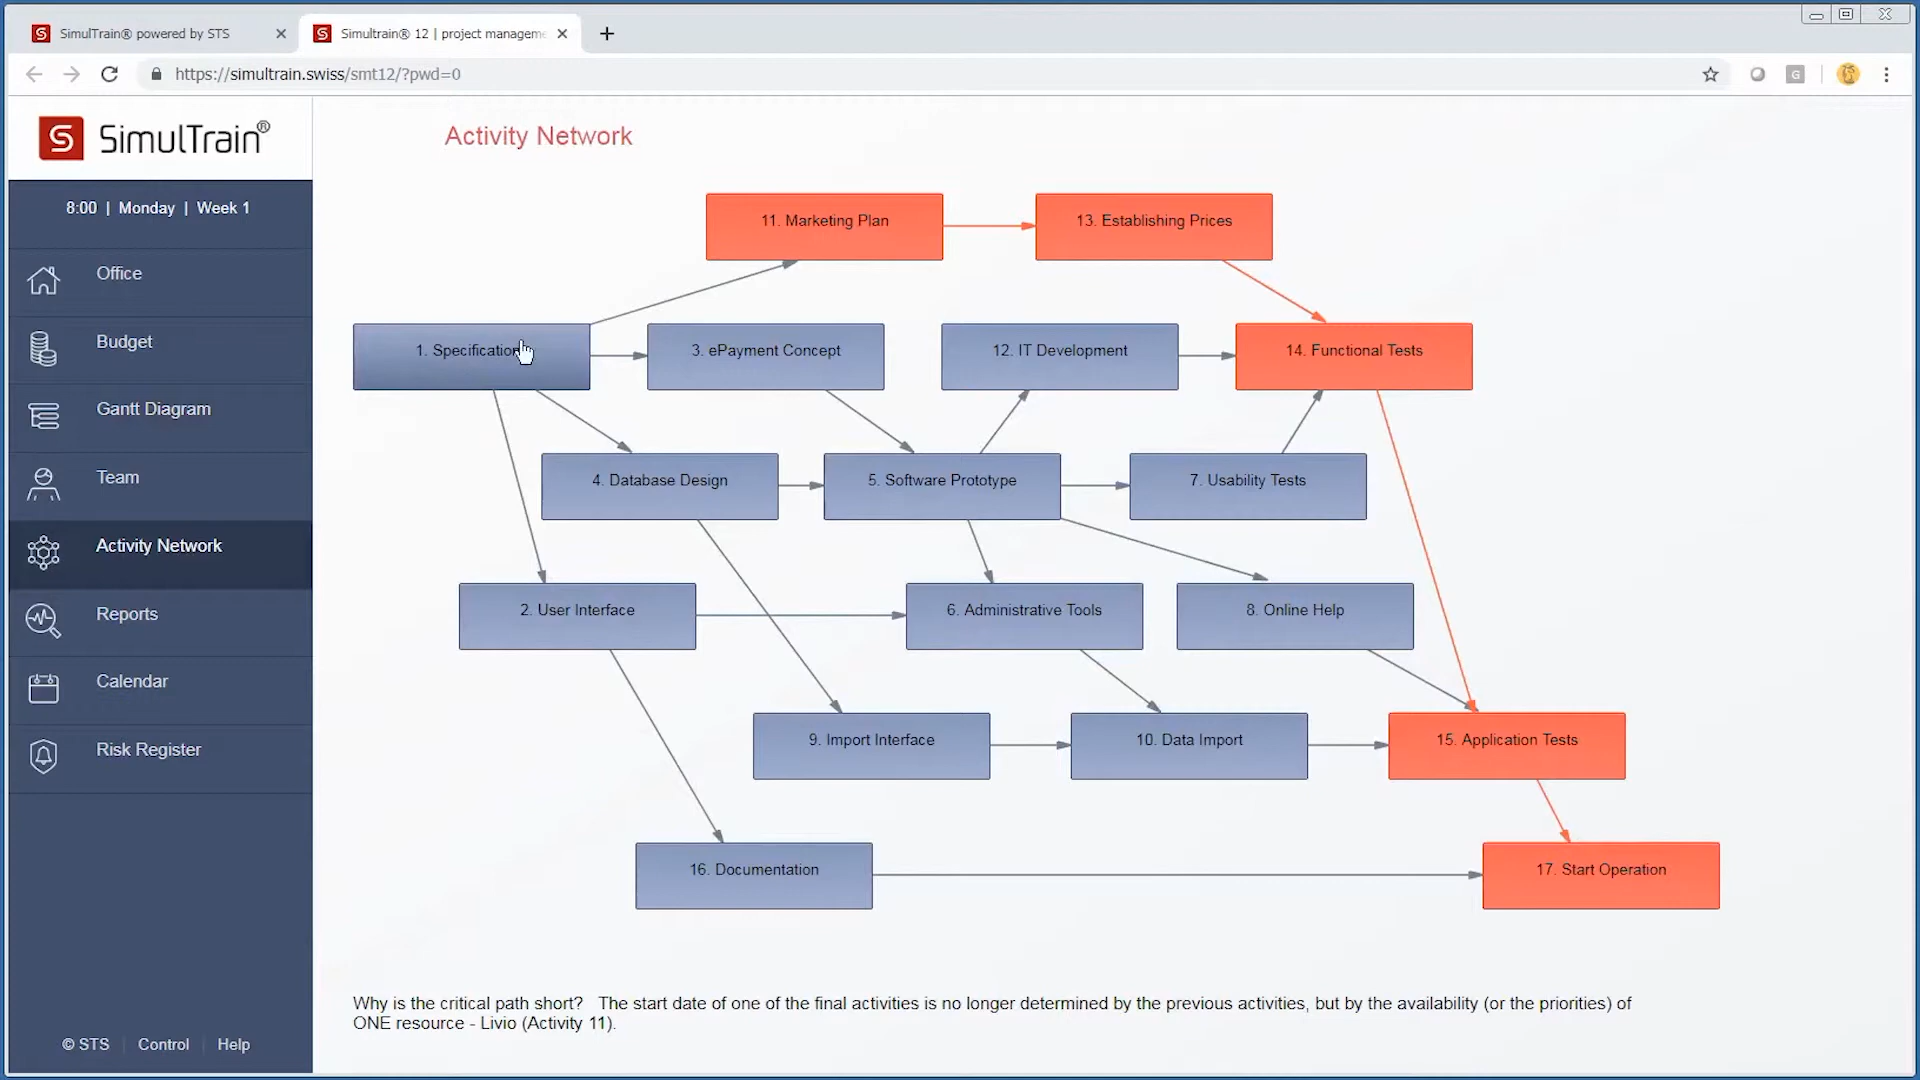 SimulTrain® powered by STS
Simultrain® 12 | project manageme
https://simultrain.swiss/smt12/?pwd=0
G
S SimulTrain®
8:00 | Monday | Week 1
Office
Budget
Gantt Diagram
Team
Activity Network
Reports
Calendar
Risk Register
© STS | Control | Help
Activity Network
11. Marketing Plan
13. Establishing Prices
1. Specification
3. ePayment Concept
12. IT Development
14. Functional Tests
4. Database Design
5. Software Prototype
7. Usability Tests
2. User Interface
6. Administrative Tools
8. Online Help
9. Import Interface
10. Data Import
15. Application Tests
16. Documentation
17. Start Operation
Why is the critical path short? The start date of one of the final activities is no longer determined by the previous activities, but by the availability (or the priorities) of
ONE resource - Livio (Activity 11).